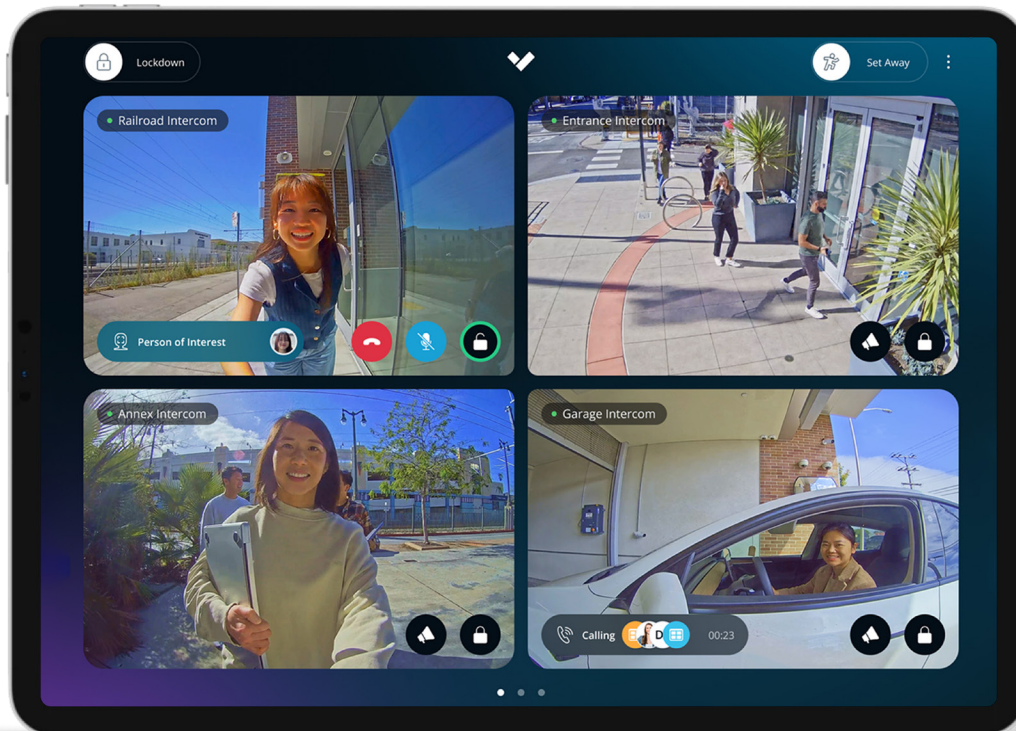 Lockdown
Set Away
Railroad Intercom
Entrance Intercom
Person of Interest
Annex Intercom
Garage Intercom
Calling
D
00:23